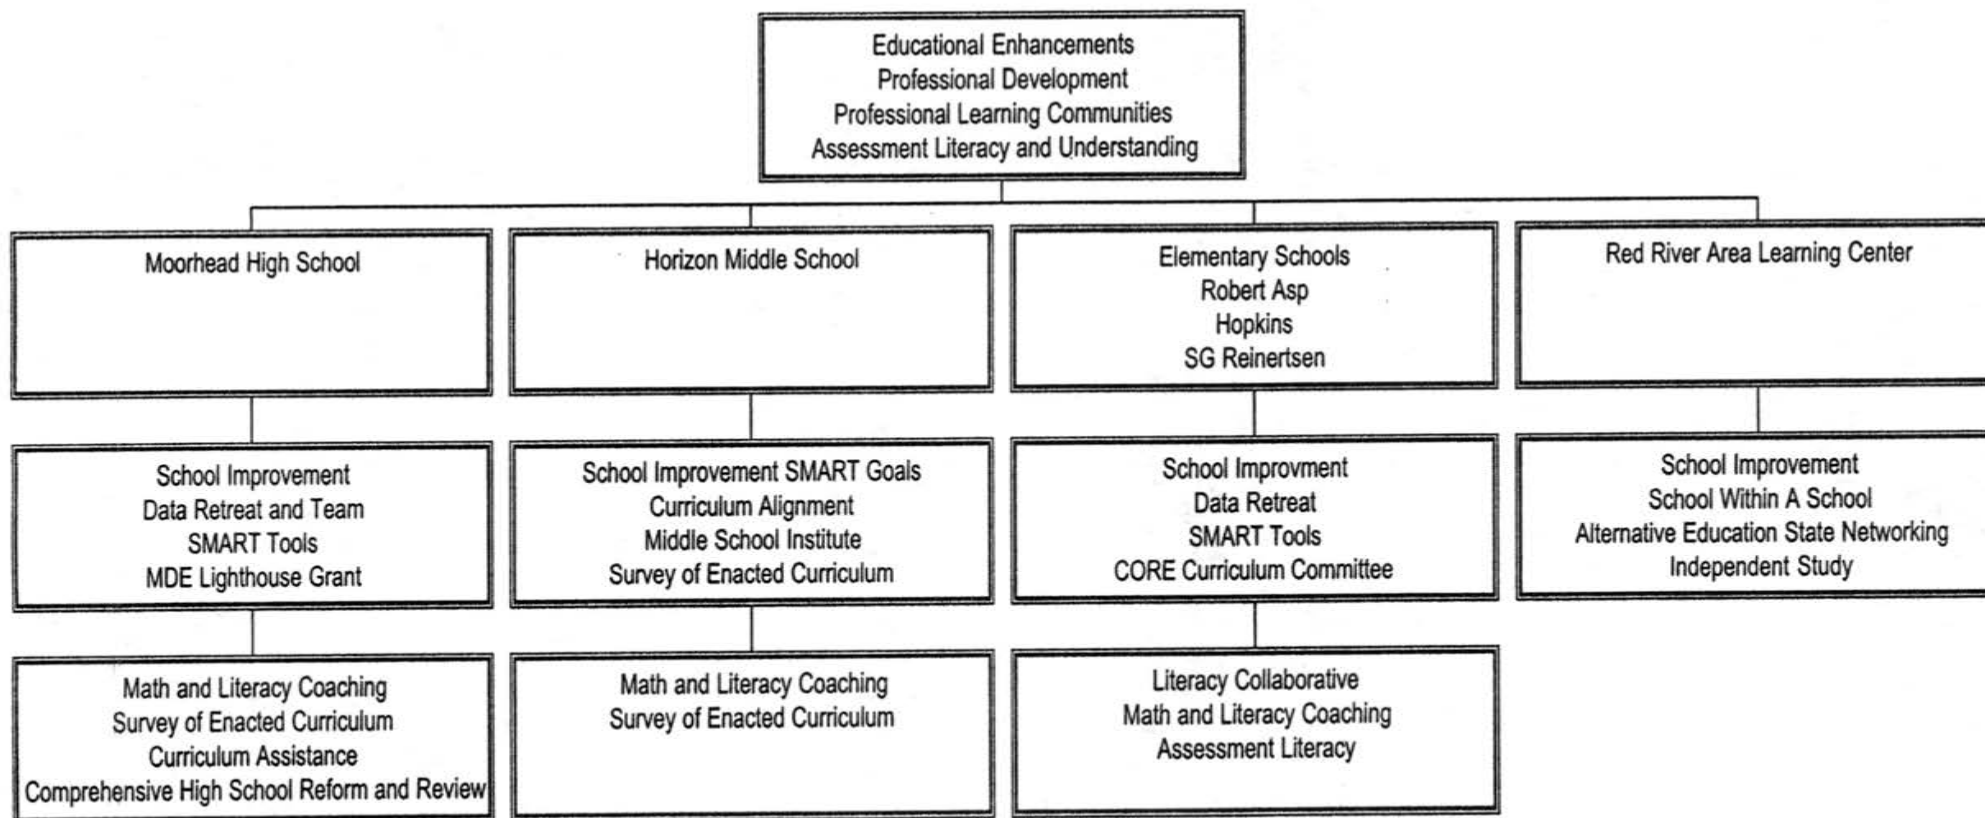 Educational Enhancements
Professional Development
Professional Learning Communities
Assessment Literacy and Understanding
Moorhead High School
Horizon Middle School
Elementary Schools
Robert Asp
Hopkins
SG Reinertsen
Red River Area Learning Center
School Improvement
Data Retreat and Team
SMART Tools
MDE Lighthouse Grant
School Improvement SMART Goals
Curriculum Alignment
Middle School Institute
Survey of Enacted Curriculum
School Improvment
Data Retreat
SMART Tools
CORE Curriculum Committee
School Improvement
School Within A School
Alternative Education State Networking
Independent Study
Math and Literacy Coaching
Survey of Enacted Curriculum
Curriculum Assistance
Comprehensive High School Reform and Review
Math and Literacy Coaching
Survey of Enacted Curriculum
Literacy Collaborative
Math and Literacy Coaching
Assessment Literacy